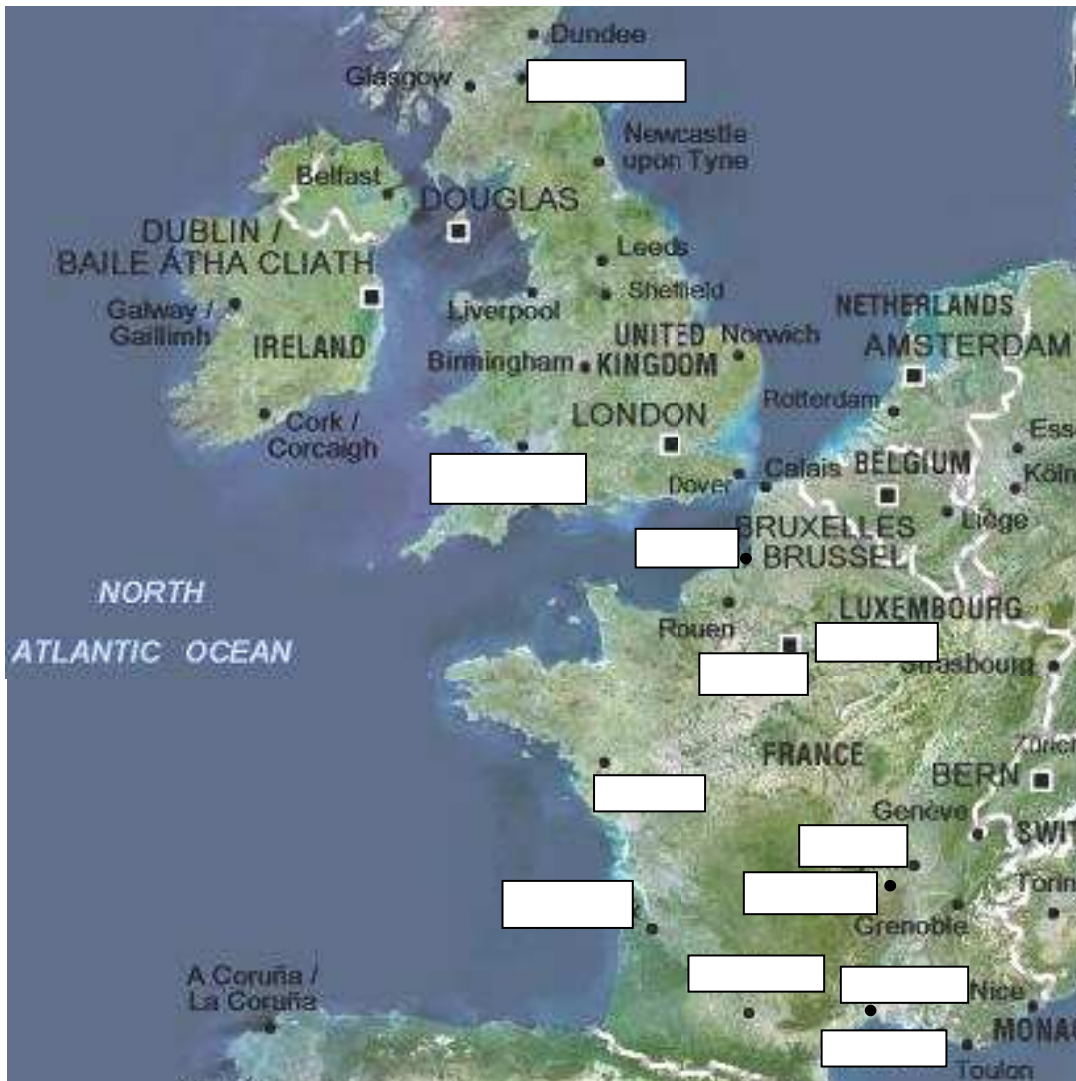 Dundee
Glasgow
Newcastle
upon Tyne
Belfast
DOUGLAS
DUBLIN /
BAILE ÁTHA CLIATH
Leeds
Galway /
Gaillimh
Liverpool
Sheffield
NETHERLANDS
IRELAND
UNITED
KINGDOM
Norwich
AMSTERDAM
Birmingham
Rotterdam
LONDON
Cork /
Corcaigh
Dover
Calais
BELGIUM
Köln
Liège
BRUXELLES
BRUSSEL
NORTH
ATLANTIC OCEAN
LUXEMBOURG
Rouen
Strasbourg
FRANCE
BERN
Genève
Grenoble
A Coruña /
La Coruña
Nice
Toulon